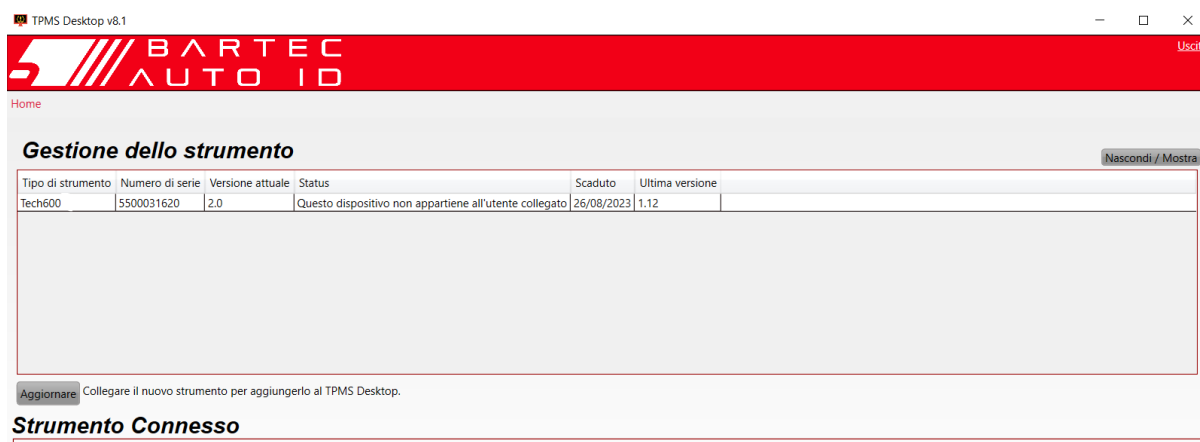 TPMS Desktop v8.1
BARTEC
AUTO ID
Home
Gestione dello strumento
Nascondi / Mostra
Tipo di strumento Numero di serie Versione attuale Status Scaduto Ultima versione
Tech600 5500031620 2.0 Questo dispositivo non appartiene all'utente collegato 26/08/2023 1.12
Aggiornare Collegare il nuovo strumento per aggiungerlo al TPMS Desktop.
Strumento Connesso